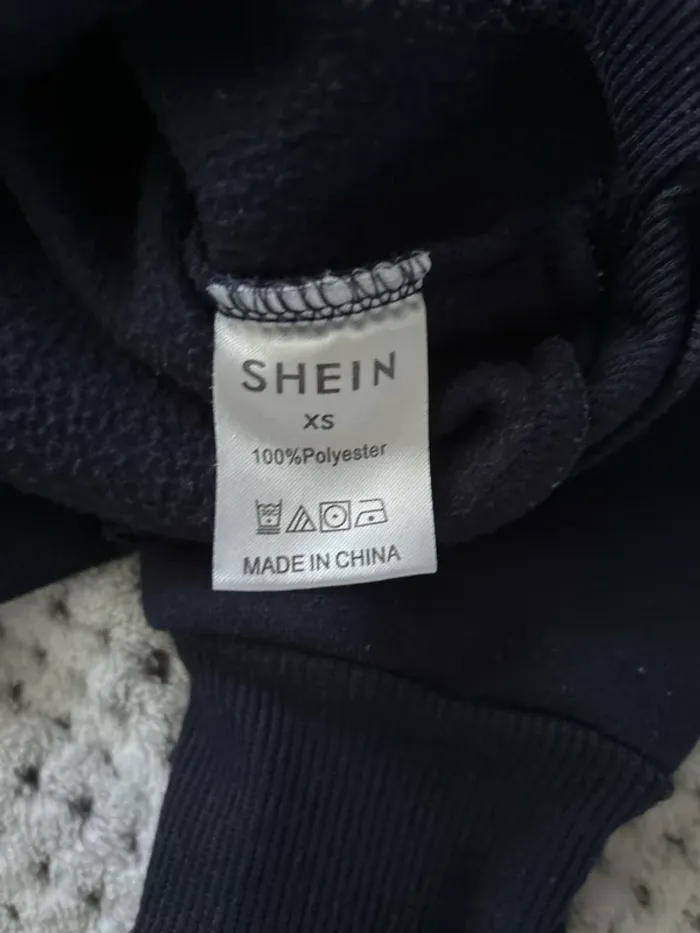 SHEIN
XS
100%Polyester
MADE IN CHINA